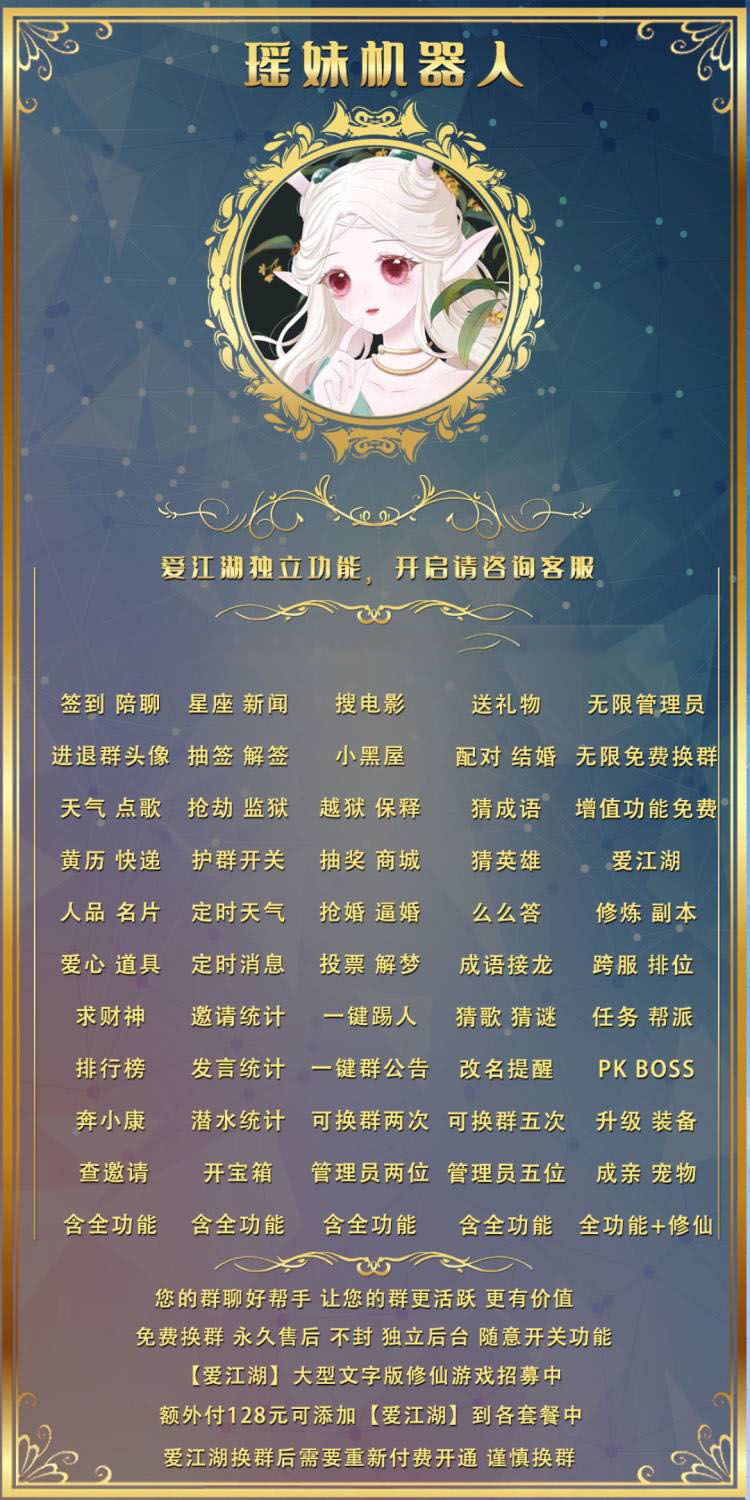 瑶妹机器人
爱江湖独立功能，开启请咨询客服
签到 陪聊 星座 新闻 搜电影 送礼物 无限管理员
进退群头像 抽签 解签 小黑屋 配对 结婚 无限免费换群
天气 点歌 抢劫 监狱 越狱 保释 猜成语 增值功能免费
黄历 快递 护群开关 抽奖 商城 猜英雄 爱江湖
人品 名片 定时天气 抢婚 逼婚 么么答 修炼 副本
爱心 道具 定时消息 投票 解梦 成语接龙 跨服 排位
求财神 邀请统计 一键踢人 猜歌 猜谜 任务 帮派
排行榜 发言统计 一键群公告 改名提醒 PK BOSS
奔小康 潜水统计 可换群两次 可换群五次 升级 装备
查邀请 开宝箱 管理员两位 管理员五位 成亲 宠物
含全功能 含全功能 含全功能 含全功能 全功能+修仙
您的群聊好帮手 让您的群更活跃 更有价值
免费换群 永久售后 不封 独立后台 随意开关功能
【爱江湖】大型文字版修仙游戏招募中
额外付128元可添加【爱江湖】到各套餐中
爱江湖换群后需要重新付费开通 谨慎换群